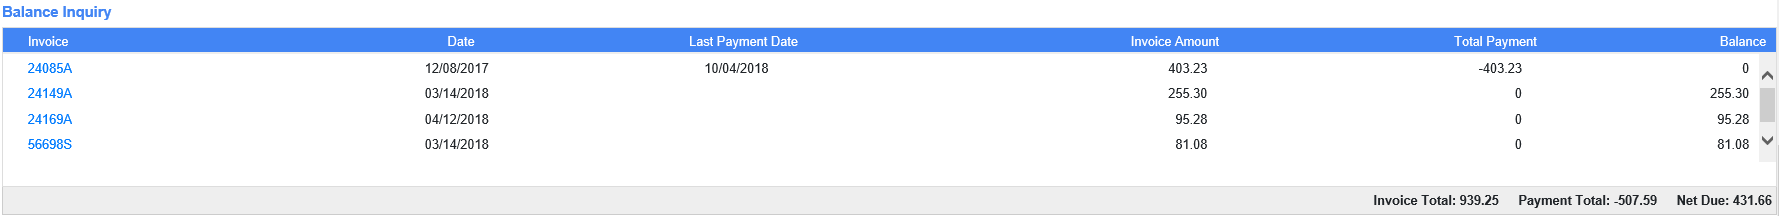 Balance Inquiry
Invoice Date Last Payment Date Invoice Amount Total Payment Balance
24085A 12/08/2017 10/04/2018 403.23 -403.23 0
24149A 03/14/2018 255.30 0 255.30
24169A 04/12/2018 95.28 0 95.28
56698S 03/14/2018 81.08 0 81.08
Invoice Total: 939.25 Payment Total: -507.59 Net Due: 431.66